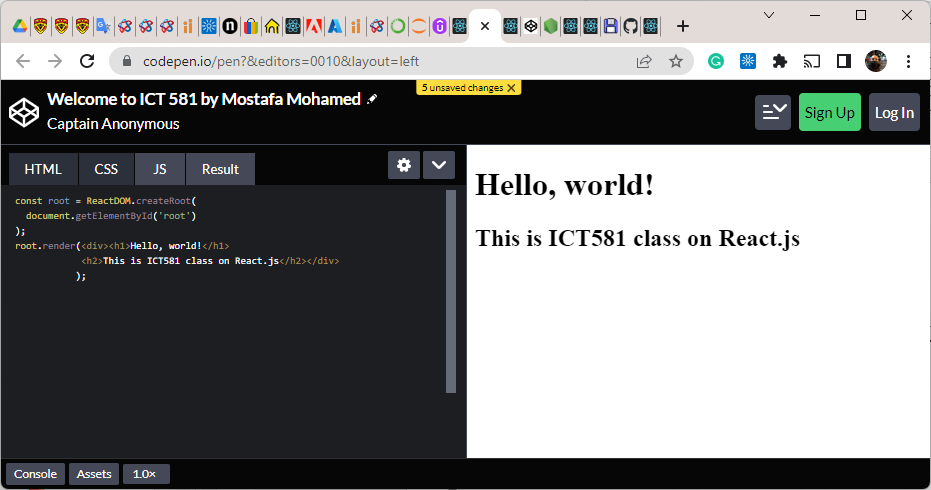 codepen.io/pen?&editors=0010&layout=left
5 unsaved changes
Welcome to ICT 581 by Mostafa Mohamed
Captain Anonymous
Sign Up
Log In
HTML
CSS
JS
Result
const root = ReactDOM.createRoot(
document.getElementById('root')
);
root.render(<div><h1>Hello, world!</h1>
<h2>This is ICT581 class on React.js</h2></div>
);
Hello, world!
This is ICT581 class on React.js
Console
Assets
1.0×